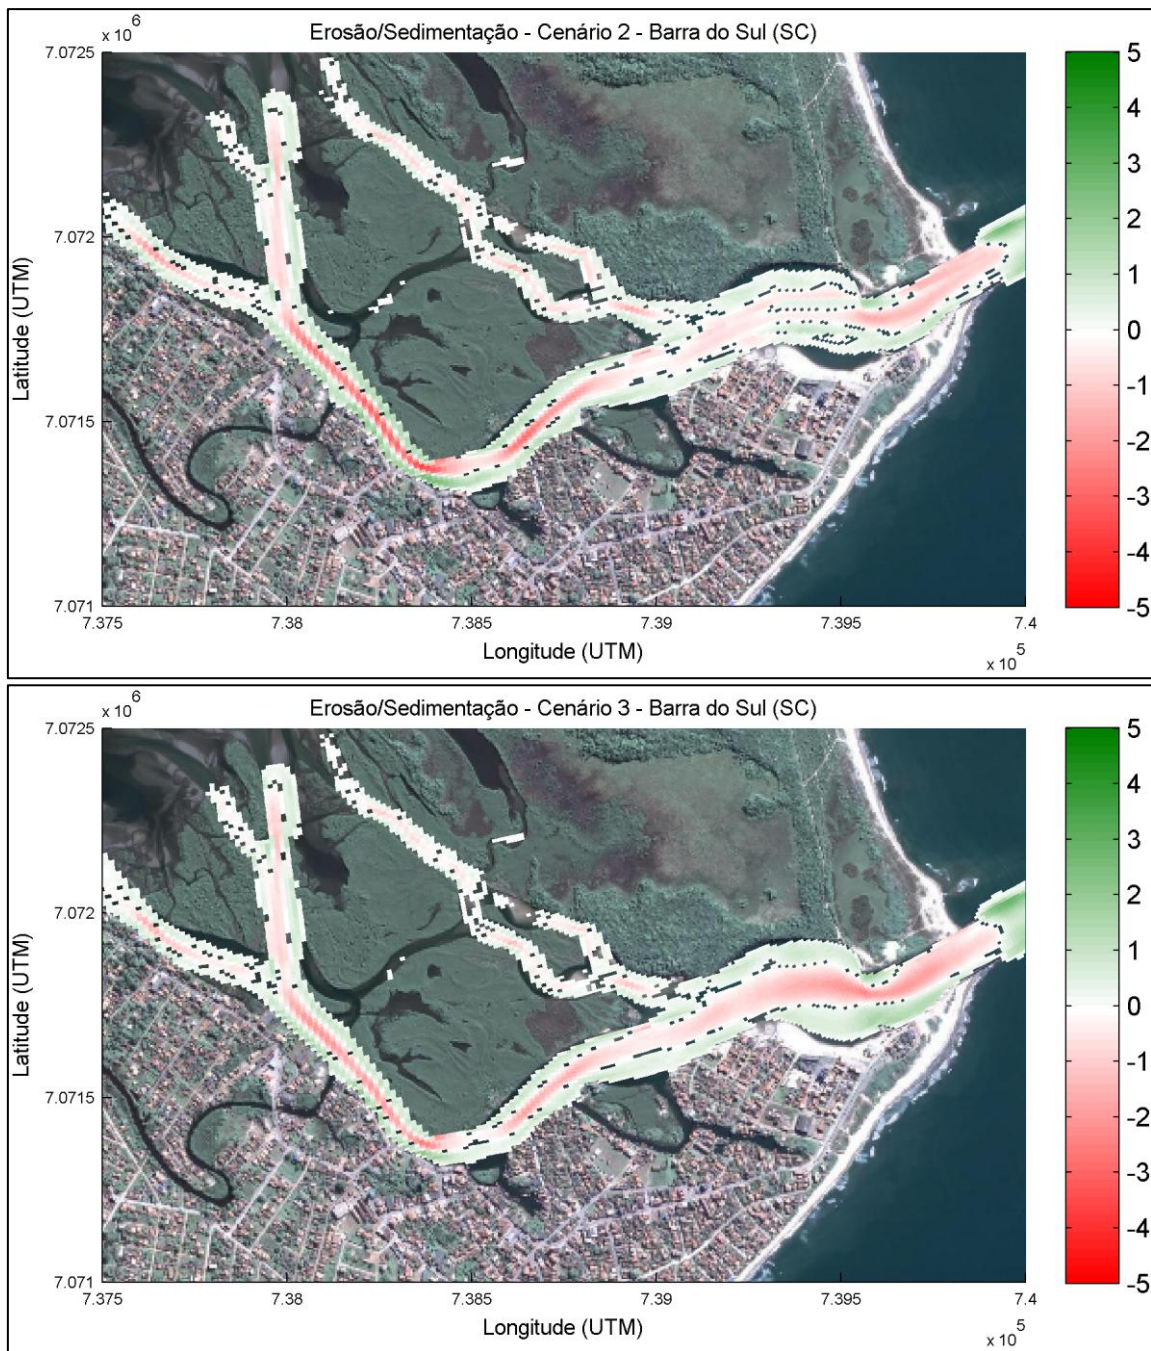 x 10 6
Erosão/Sedimentação - Cenário 2 - Barra do Sul (SC)
7.0725
7.072
7.0715
7.071
Latitude (UTM)
7.375 7.38 7.385 7.39 7.395 7.4
Longitude (UTM)
x 10 5
5
4
3
2
1
0
-1
-2
-3
-4
-5
x 10 6
Erosão/Sedimentação - Cenário 3 - Barra do Sul (SC)
7.0725
7.072
7.0715
7.071
Latitude (UTM)
7.375 7.38 7.385 7.39 7.395 7.4
Longitude (UTM)
x 10 5
5
4
3
2
1
0
-1
-2
-3
-4
-5